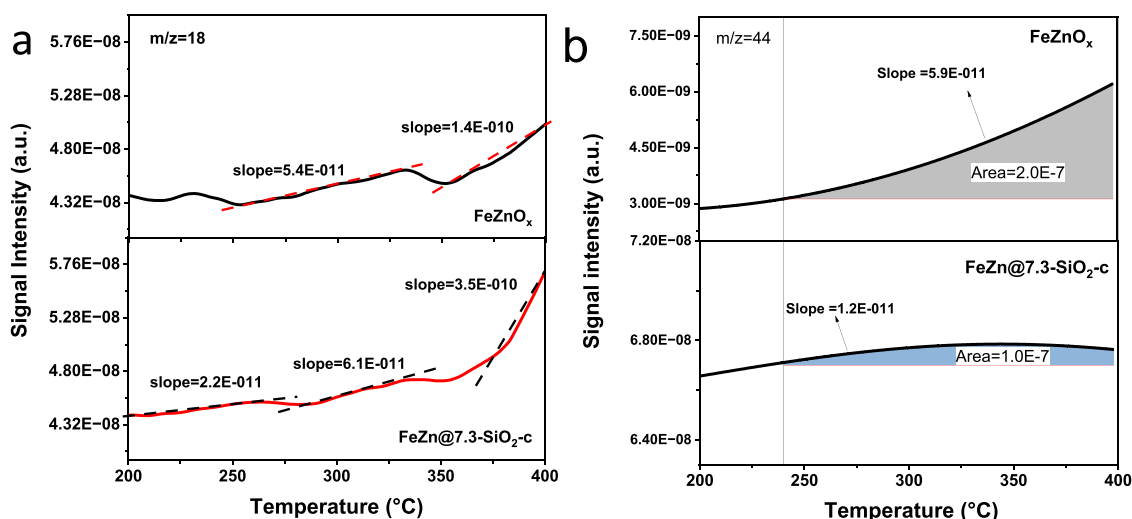 a
m/z=18
5.76E−08
5.28E−08
4.80E−08
4.32E−08
slope=5.4E-011
slope=1.4E-010
FeZnOₓ
5.76E−08
5.28E−08
4.80E−08
4.32E−08
slope=2.2E-011
slope=6.1E-011
slope=3.5E-010
FeZn@7.3-SiO₂-c
200
250
300
350
400
Temperature (°C)
Signal Intensity (a.u.)
b
m/z=44
FeZnOₓ
7.50E−09
6.00E−09
4.50E−09
3.00E−09
Slope =5.9E-011
Area=2.0E-7
7.20E−08
6.80E−08
6.40E−08
FeZn@7.3-SiO₂-c
Slope =1.2E-011
Area=1.0E-7
200
250
300
350
400
Temperature (°C)
Signal intensity (a.u.)